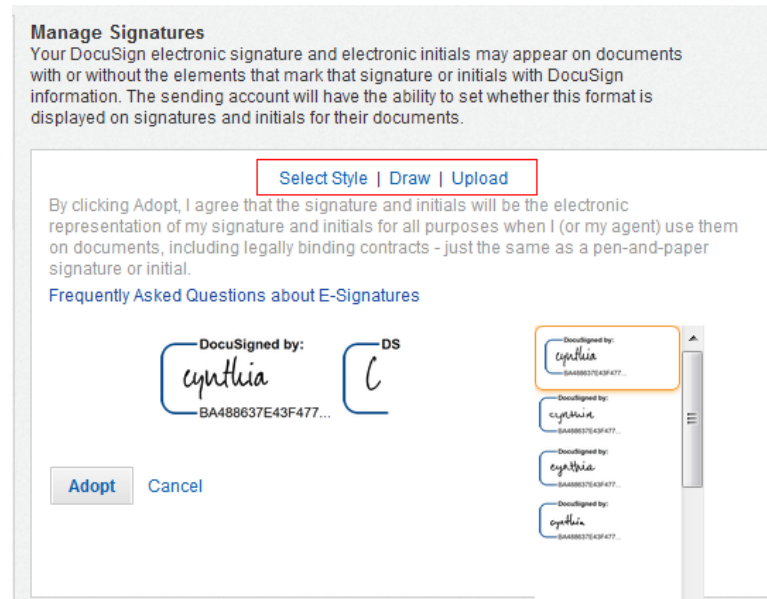 Manage Signatures
Your DocuSign electronic signature and electronic initials may appear on documents
with or without the elements that mark that signature or initials with DocuSign
information. The sending account will have the ability to set whether this format is
displayed on signatures and initials for their documents.
Select Style | Draw | Upload
By clicking Adopt, I agree that the signature and initials will be the electronic
representation of my signature and initials for all purposes when I (or my agent) use them
on documents, including legally binding contracts - just the same as a pen-and-paper
signature or initial.
Frequently Asked Questions about E-Signatures
DocuSigned by:
cynthia
BA488637E43F477...
DS
C
DocuSigned by:
cynthia
BA488637E43F477...
DocuSigned by:
cynthia
BA488637E43F477...
DocuSigned by:
cynthia
BA488637E43F477...
DocuSigned by:
cynthia
BA488637E43F477...
Adopt Cancel